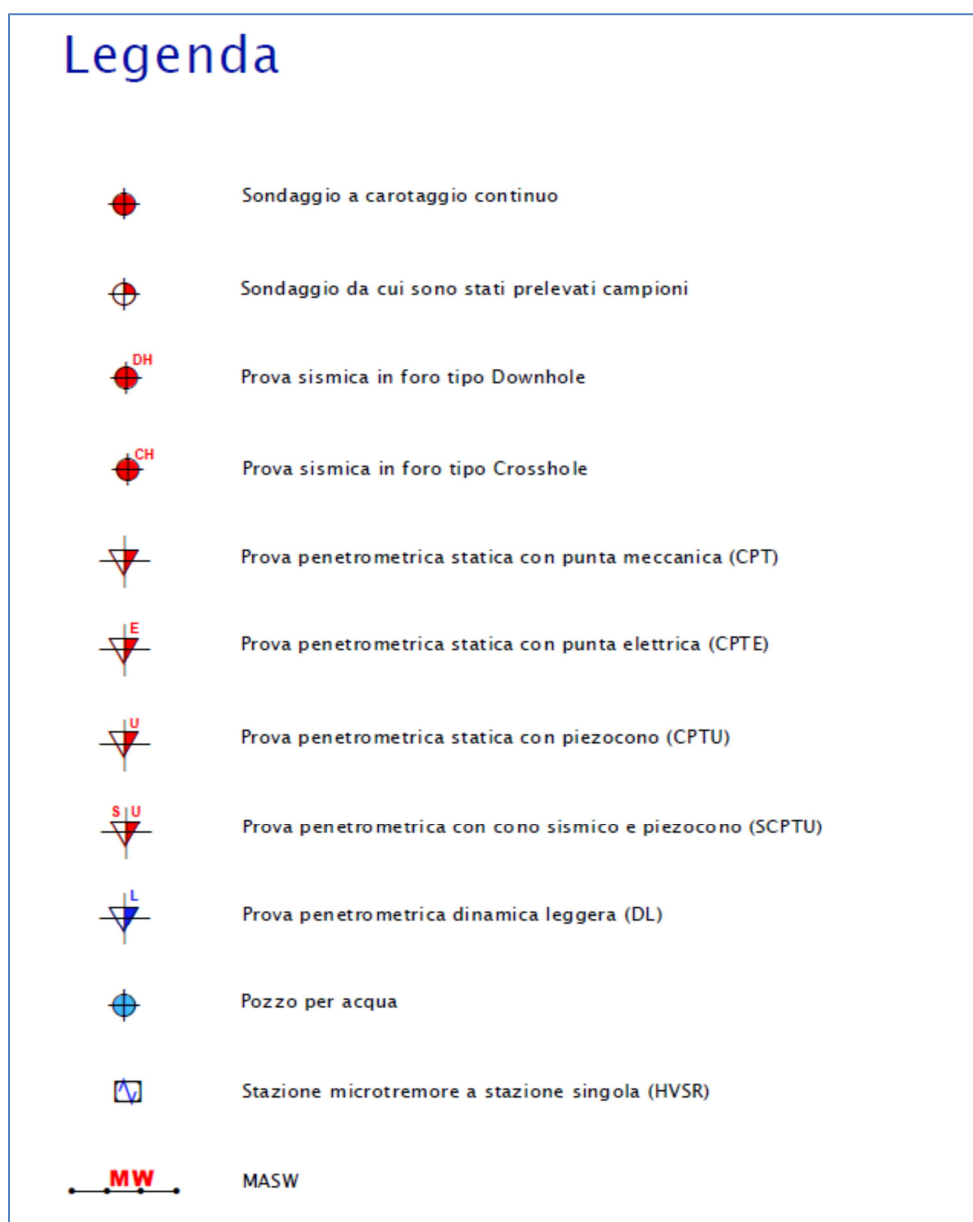 Legenda
Sondaggio a carotaggio continuo
Sondaggio da cui sono stati prelevati campioni
DH
Prova sismica in foro tipo Downhole
CH
Prova sismica in foro tipo Crosshole
Prova penetrometrica statica con punta meccanica (CPT)
E
Prova penetrometrica statica con punta elettrica (CPTE)
U
Prova penetrometrica statica con piezocono (CPTU)
S U
Prova penetrometrica con cono sismico e piezocono (SCPTU)
L
Prova penetrometrica dinamica leggera (DL)
Pozzo per acqua
Stazione microtremore a stazione singola (HVSR)
MW
MASW